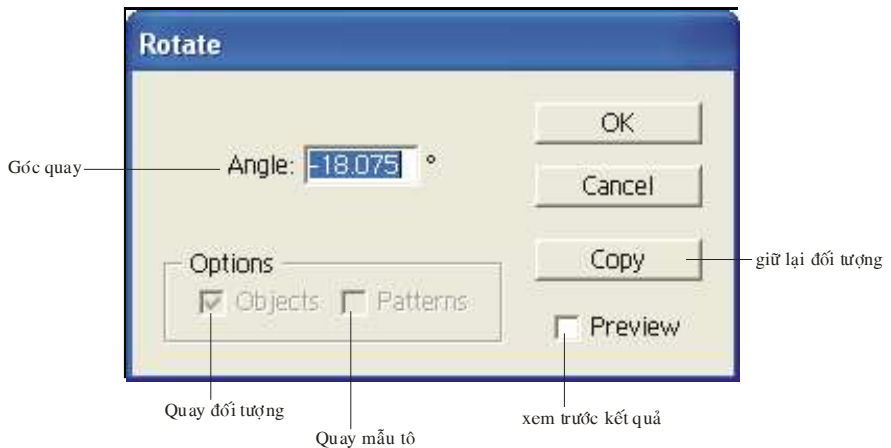 Rotate
OK
Góc quay
Angle: -18.075 °
Cancel
Options
Copy
giữ lại đối tượng
Objects
Patterns
Preview
Quay đối tượng
xem trước kết quả
Quay mẫu tô